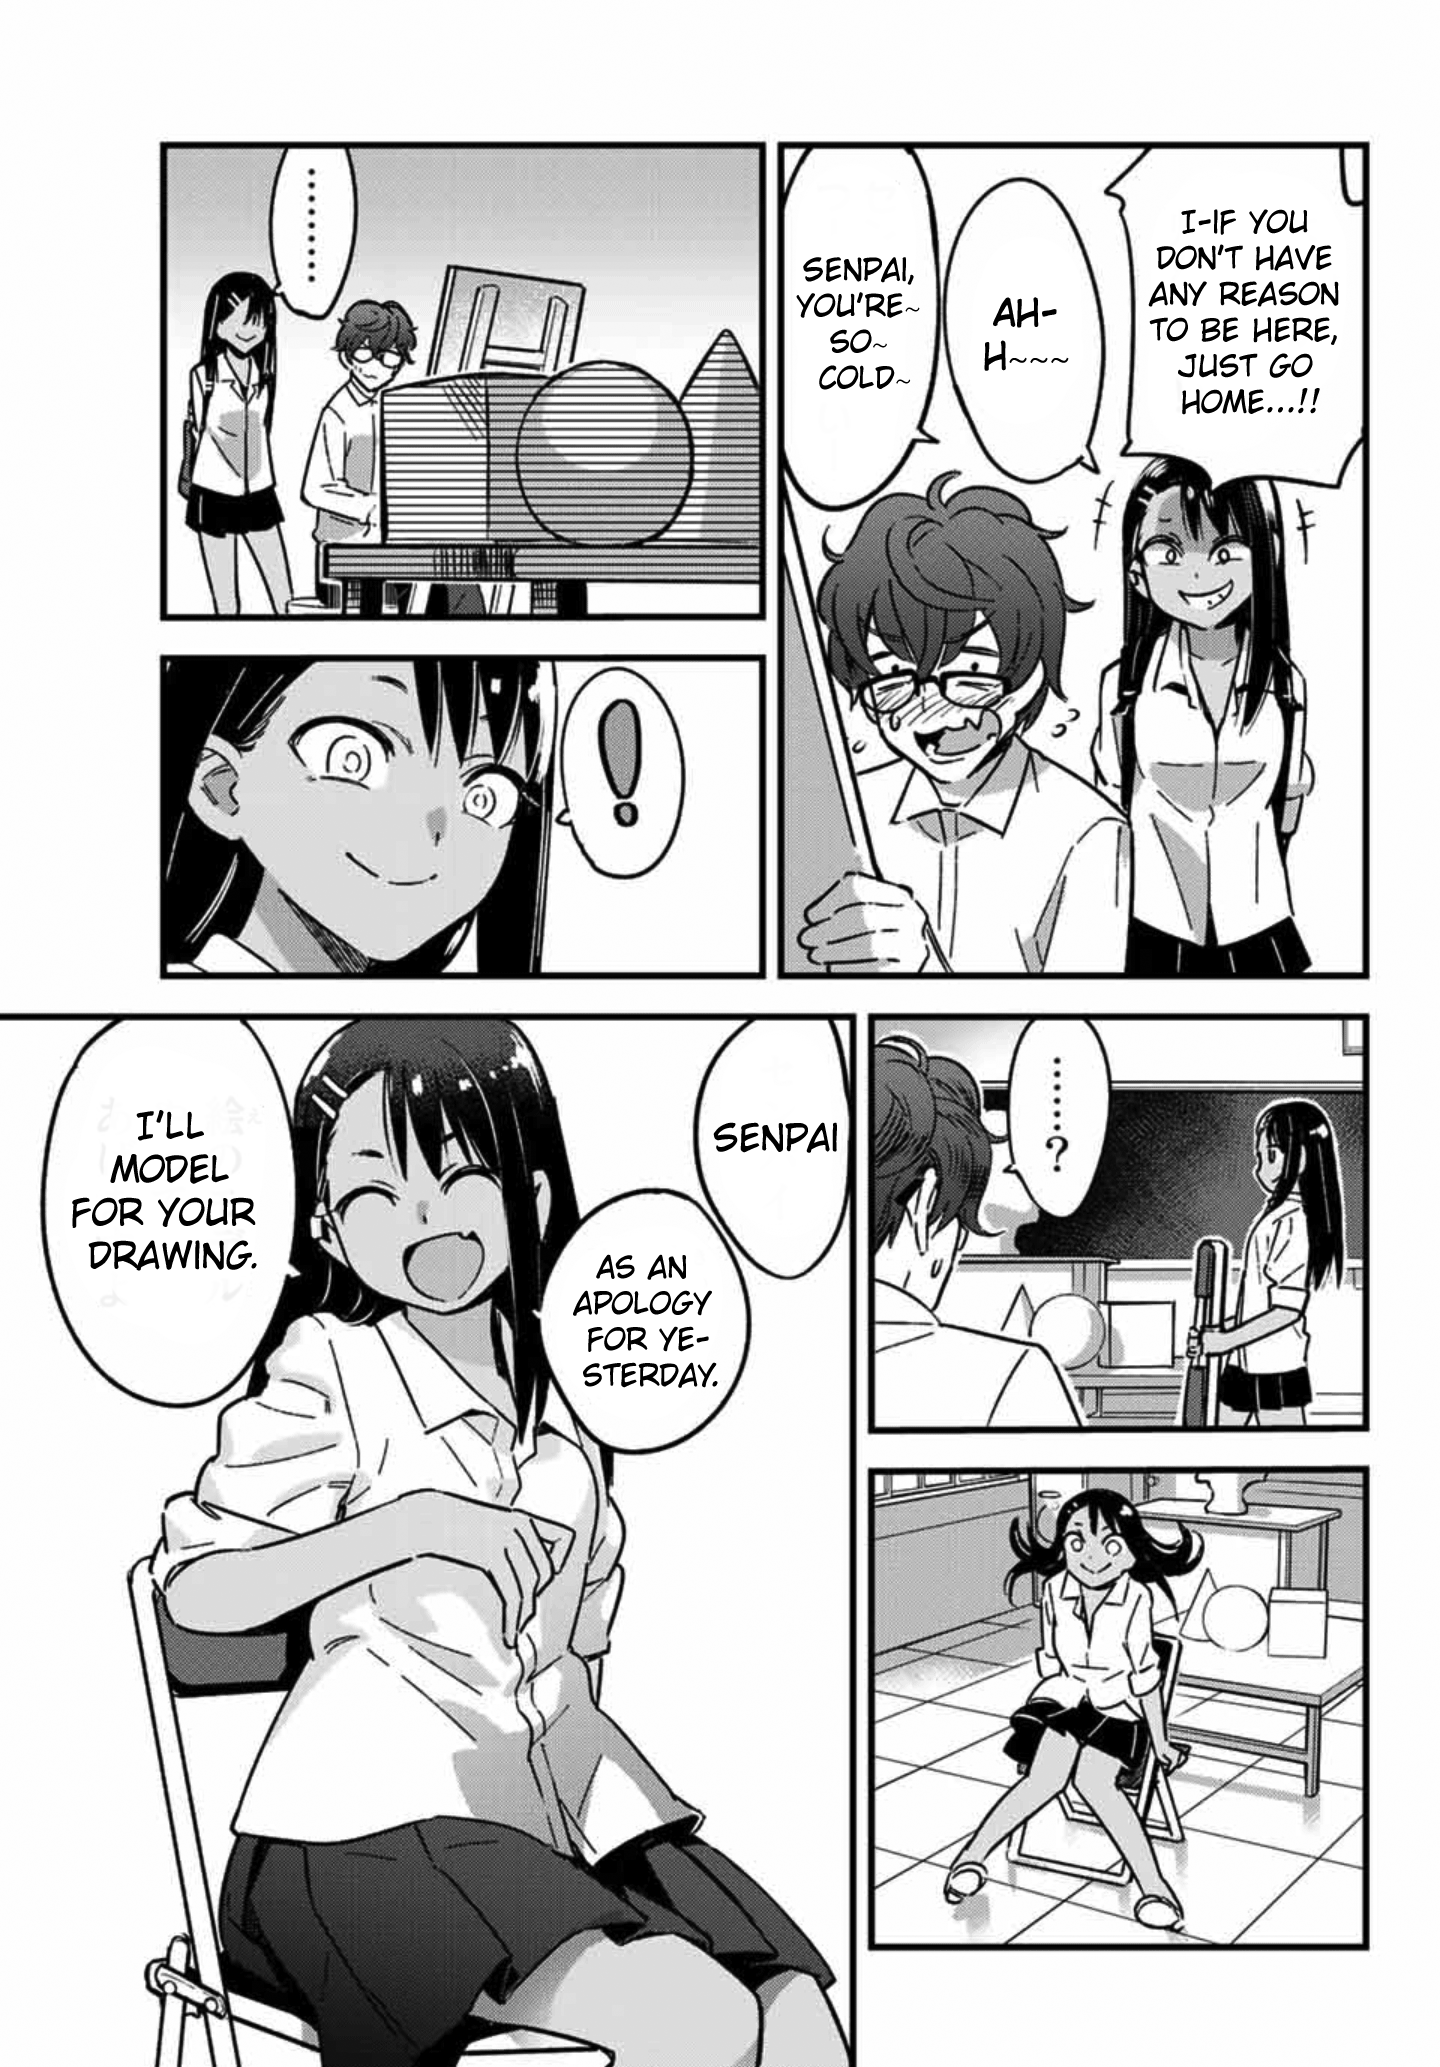 I-IF YOU
DON'T HAVE
ANY REASON
TO BE HERE,
JUST GO
HOME...!!
AH-
H~~~
SENPAI,
YOU'RE~
SO~
COLD~
.........
!
......?
SENPAI
AS AN
APOLOGY
FOR YE-
STERDAY.
I'LL
MODEL
FOR YOUR
DRAWING.